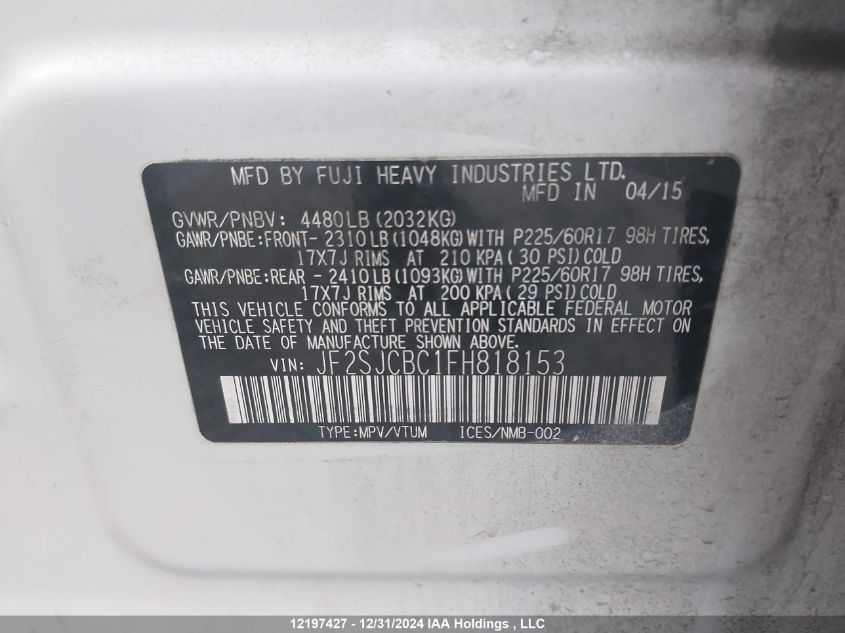 MFD BY FUJI HEAVY INDUSTRIES LTD.
MFD IN 04/15
GVWR/PNBV: 4480LB(2032KG)
GAWR/PNBE:FRONT- 2310LB(1048KG)WITH P225/60R17 98H TIRES,
17X7J RIMS AT 210 KPA(30 PSI)COLD
GAWR/PNBE:REAR - 2410LB(1093KG)WITH P225/60R17 98H TIRES,
17X7J RIMS AT 200 KPA(29 PSI)COLD
THIS VEHICLE CONFORMS TO ALL APPLICABLE FEDERAL MOTOR
VEHICLE SAFETY AND THEFT PREVENTION STANDARDS IN EFFECT ON
THE DATE OF MANUFACTURE SHOWN ABOVE.
VIN: JF2SJCBC1FH818153
TYPE:MPV/VTUM ICES/NMB-002
12197427 - 12/31/2024 IAA Holdings , LLC